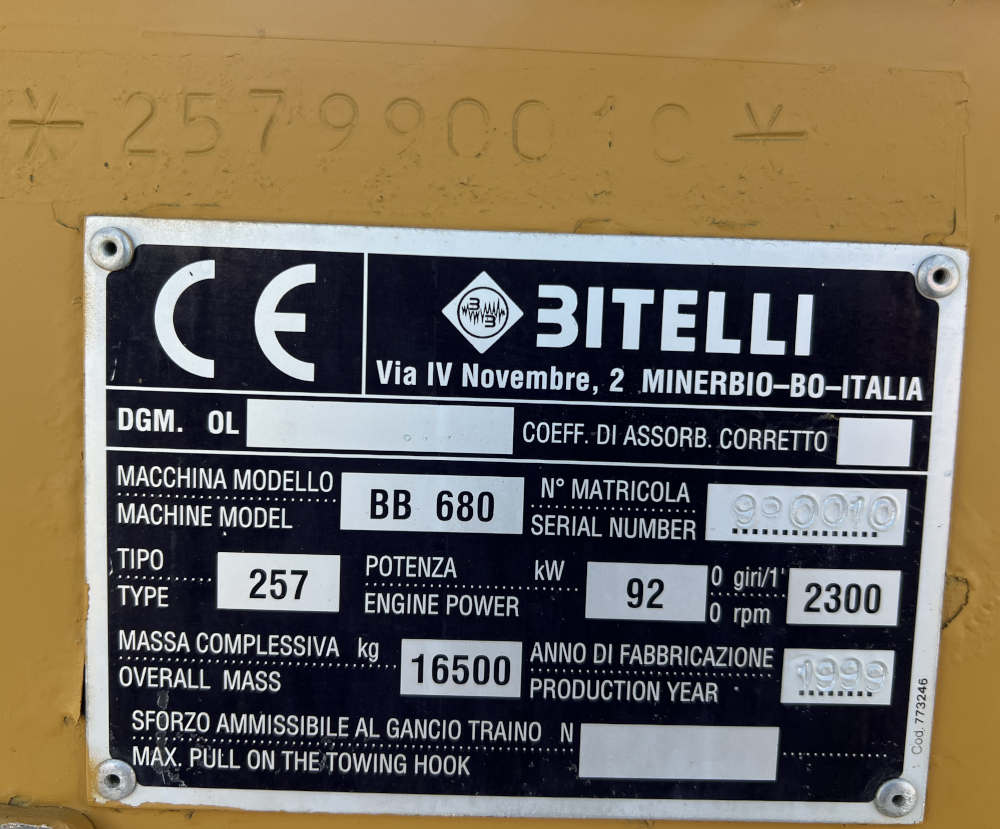 *257990010*
CE BITELLI
Via IV Novembre, 2 MINERBIO-BO-ITALIA
DGM. OL COEFF. DI ASSORB. CORRETTO
MACCHINA MODELLO
MACHINE MODEL
BB 680
N° MATRICOLA
SERIAL NUMBER
990010
TIPO
TYPE
257
POTENZA kW
ENGINE POWER
92
0 giri/1'
0 rpm
2300
MASSA COMPLESSIVA kg
OVERALL MASS
16500
ANNO DI FABBRICAZIONE
PRODUCTION YEAR
1999
SFORZO AMMISSIBILE AL GANCIO TRAINO N
MAX. PULL ON THE TOWING HOOK
Cod. 773246